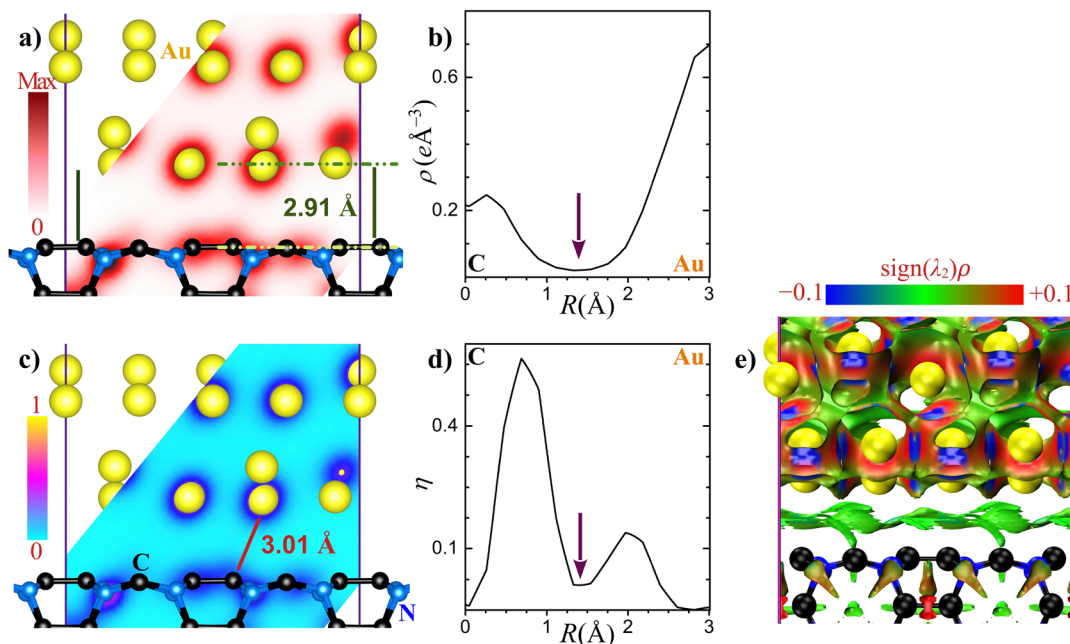 a)
Au
Max
0
2.91 Å
b)
ρ (eÅ⁻³)
0.6
0.2
C
Au
0
1
2
3
R(Å)
c)
1
0
3.01 Å
C
N
d)
C
Au
η
0.4
0.1
0
1
2
3
R(Å)
sign(λ₂)ρ
−0.1
+0.1
e)